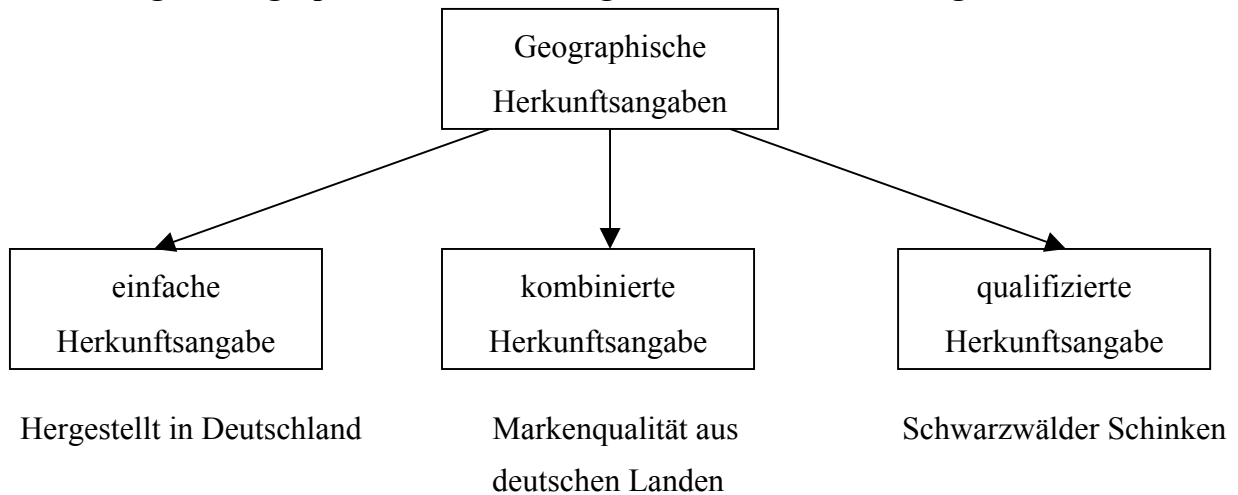 Geographische
Herkunftsangaben
einfache
Herkunftsangabe
kombinierte
Herkunftsangabe
qualifizierte
Herkunftsangabe
Hergestellt in Deutschland
Markenqualität aus
deutschen Landen
Schwarzwälder Schinken